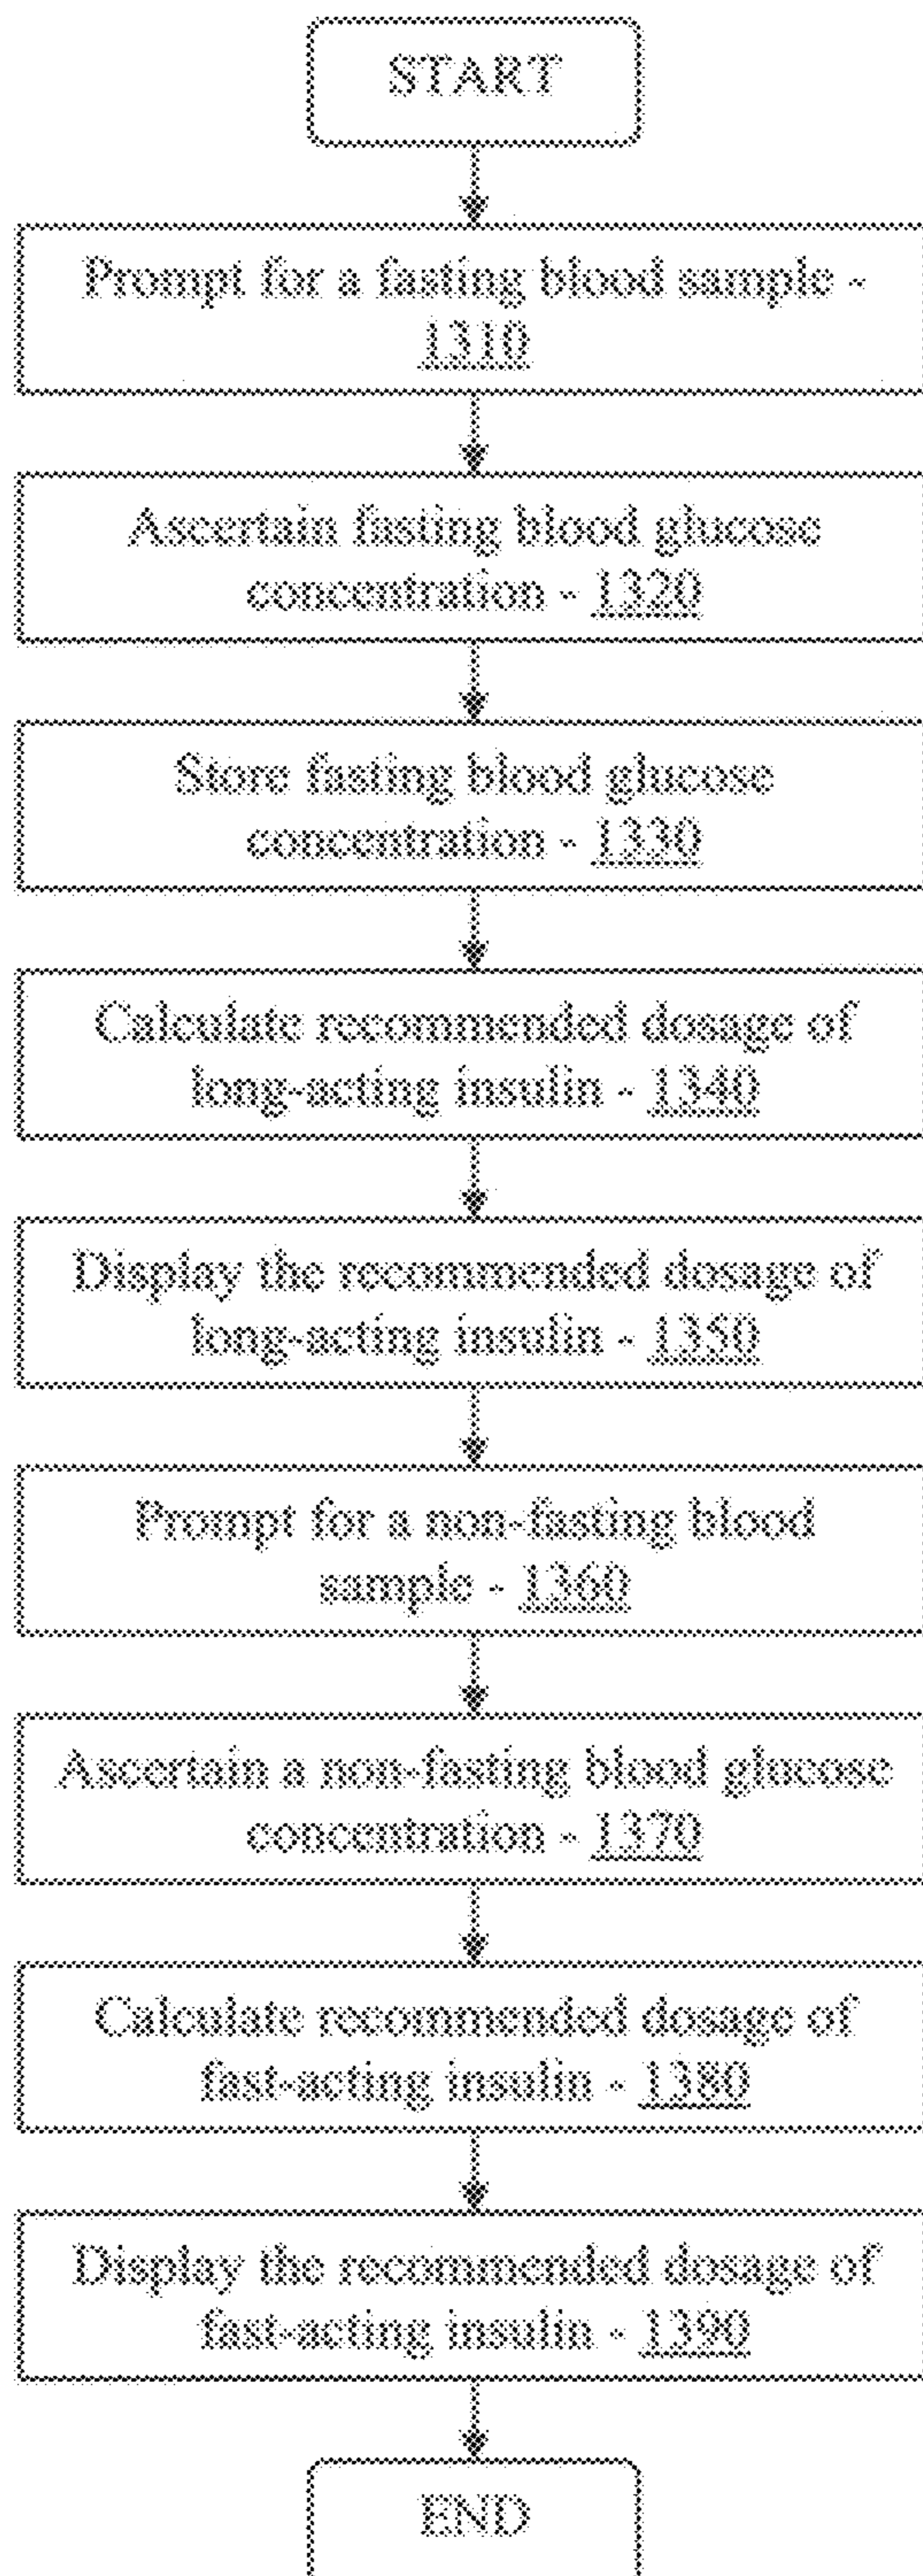 START
Prompt for a fasting blood sample -
1310
Ascertain fasting blood glucose
concentration - 1320
Store fasting blood glucose
concentration - 1330
Calculate recommended dosage of
long-acting insulin - 1340
Display the recommended dosage of
long-acting insulin - 1350
Prompt for a non-fasting blood
sample - 1360
Ascertain a non-fasting blood glucose
concentration - 1370
Calculate recommended dosage of
fast-acting insulin - 1380
Display the recommended dosage of
fast-acting insulin - 1390
END